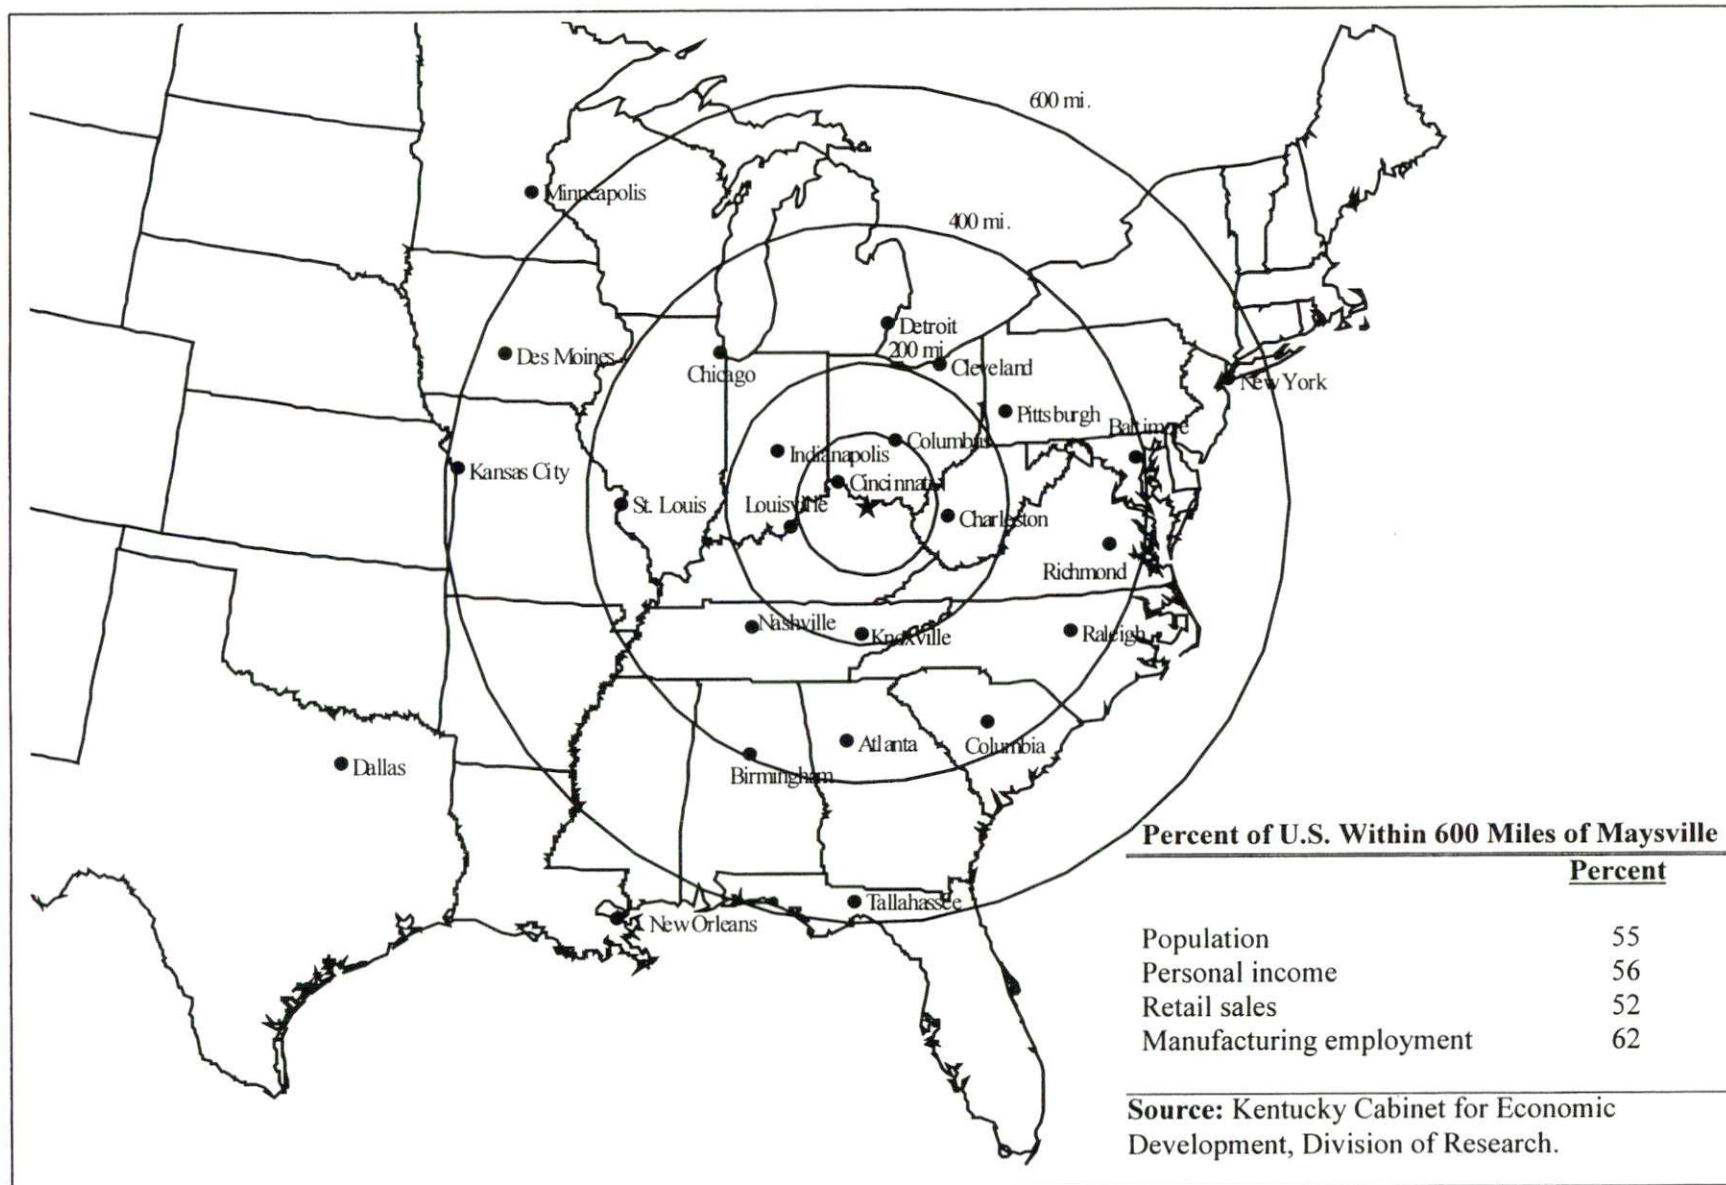 600 mi.
Minneapolis
400 mi.
Detroit
200 mi.
Des Moines
Chicago
Cleveland
New York
Pittsburgh
Baltimore
Columbus
Indianapolis
Kansas City
Cincinnati
St. Louis
Louisville
Charleston
Richmond
Nashville
Knoxville
Raleigh
Atlanta
Columbia
Dallas
Birmingham
Tallahassee
New Orleans
Percent of U.S. Within 600 Miles of Maysville
Percent
Population 55
Personal income 56
Retail sales 52
Manufacturing employment 62
Source: Kentucky Cabinet for Economic
Development, Division of Research.